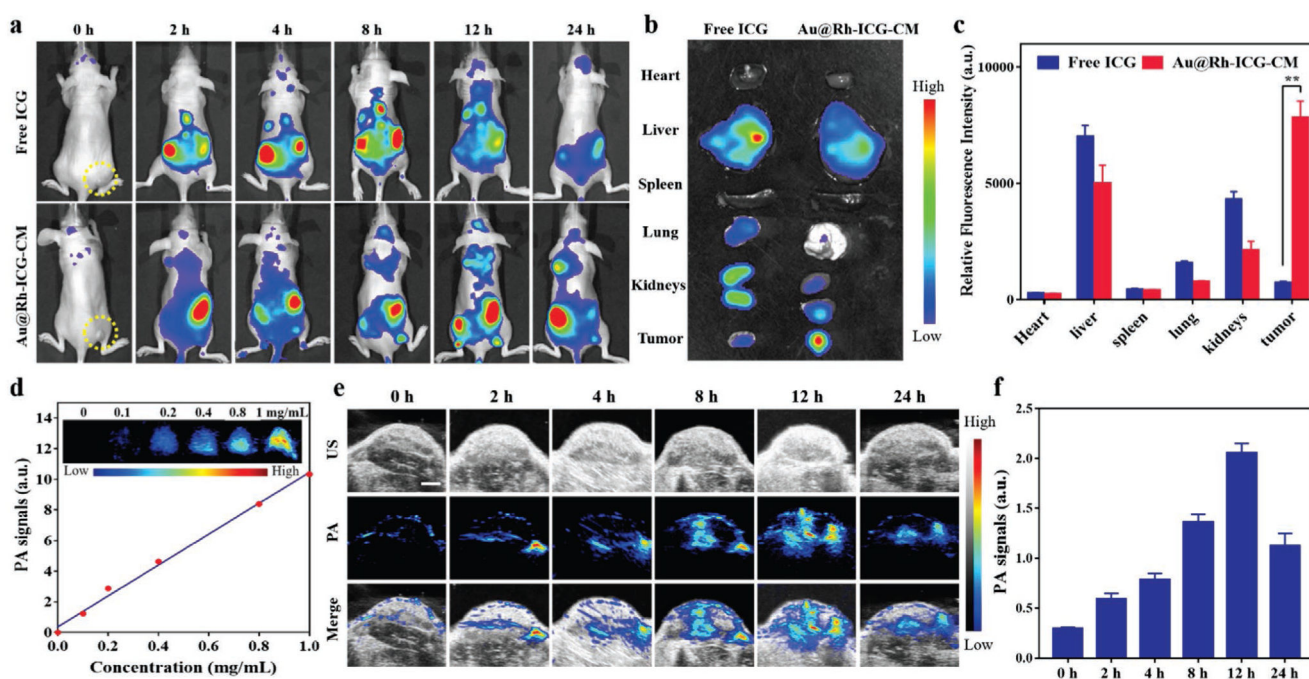 a
0 h 2 h 4 h 8 h 12 h 24 h
Free ICG
Au@Rh-ICG-CM
b
Free ICG Au@Rh-ICG-CM
Heart
Liver
Spleen
Lung
Kidneys
Tumor
High
Low
c
Relative Fluorescence Intensity (a.u.)
10000
5000
0
Free ICG
Au@Rh-ICG-CM
**
Heart liver spleen lung kidneys tumor
d
PA signals (a.u.)
14
12
10
8
6
4
2
0
0 0.1 0.2 0.4 0.8 1 mg/mL
Low High
0.0 0.2 0.4 0.6 0.8 1.0
Concentration (mg/mL)
e
0 h 2 h 4 h 8 h 12 h 24 h
US
PA
Merge
High
Low
f
PA signals (a.u.)
2.5
2.0
1.5
1.0
0.5
0.0
0 h 2 h 4 h 8 h 12 h 24 h